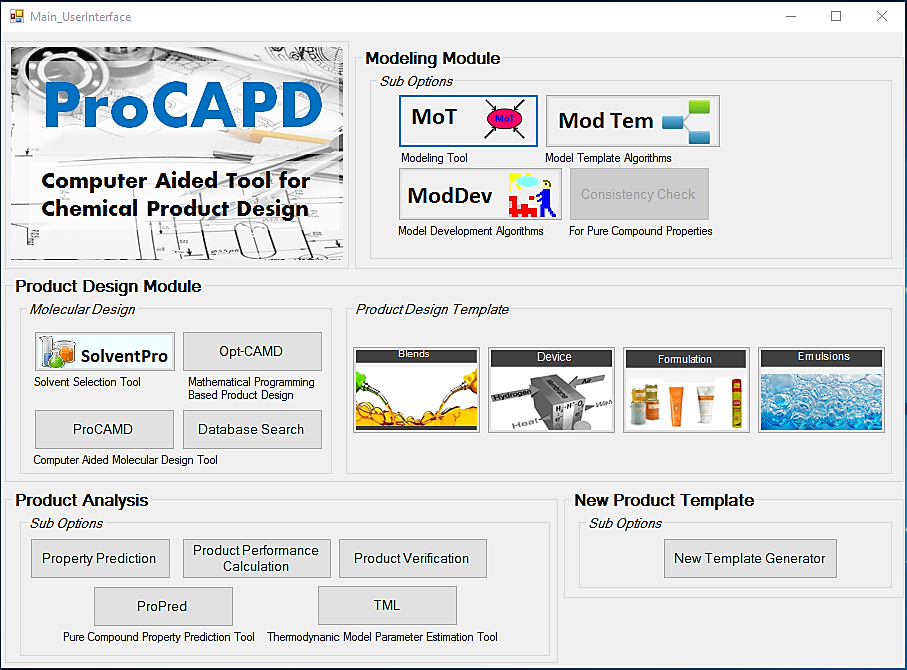 Main_UserInterface
ProCAPD
Computer Aided Tool for
Chemical Product Design
Modeling Module
Sub Options
MoT
MoT
Modeling Tool
Mod Tem
Model Template Algorithms
ModDev
Model Development Algorithms
Consistency Check
For Pure Compound Properties
Product Design Module
Molecular Design
SolventPro
Solvent Selection Tool
Opt-CAMD
Mathematical Programming
Based Product Design
ProCAMD
Database Search
Computer Aided Molecular Design Tool
Product Design Template
Blends
Device
Hydrogen
Membrane
Air
H₂
H₂O
Heat
Formulation
Emulsions
Product Analysis
Sub Options
Property Prediction
Product Performance
Calculation
Product Verification
ProPred
Pure Compound Property Prediction Tool
TML
Thermodynanic Model Parameter Estimation Tool
New Product Template
Sub Options
New Template Generator